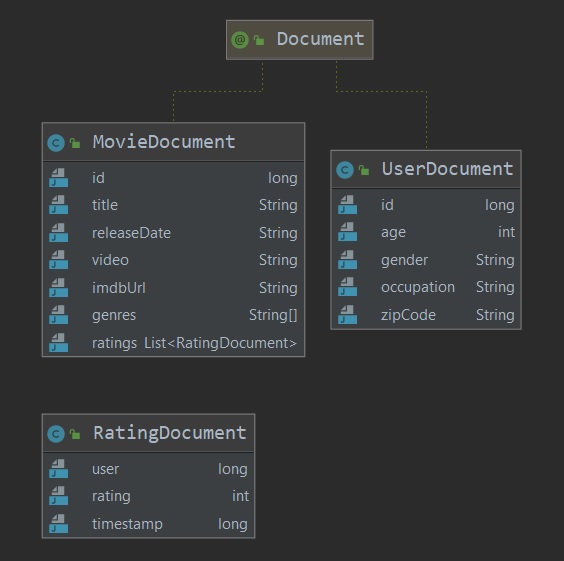 Document
MovieDocument
id long
title String
releaseDate String
video String
imdbUrl String
genres String[]
ratings List<RatingDocument>
UserDocument
id long
age int
gender String
occupation String
zipCode String
RatingDocument
user long
rating int
timestamp long